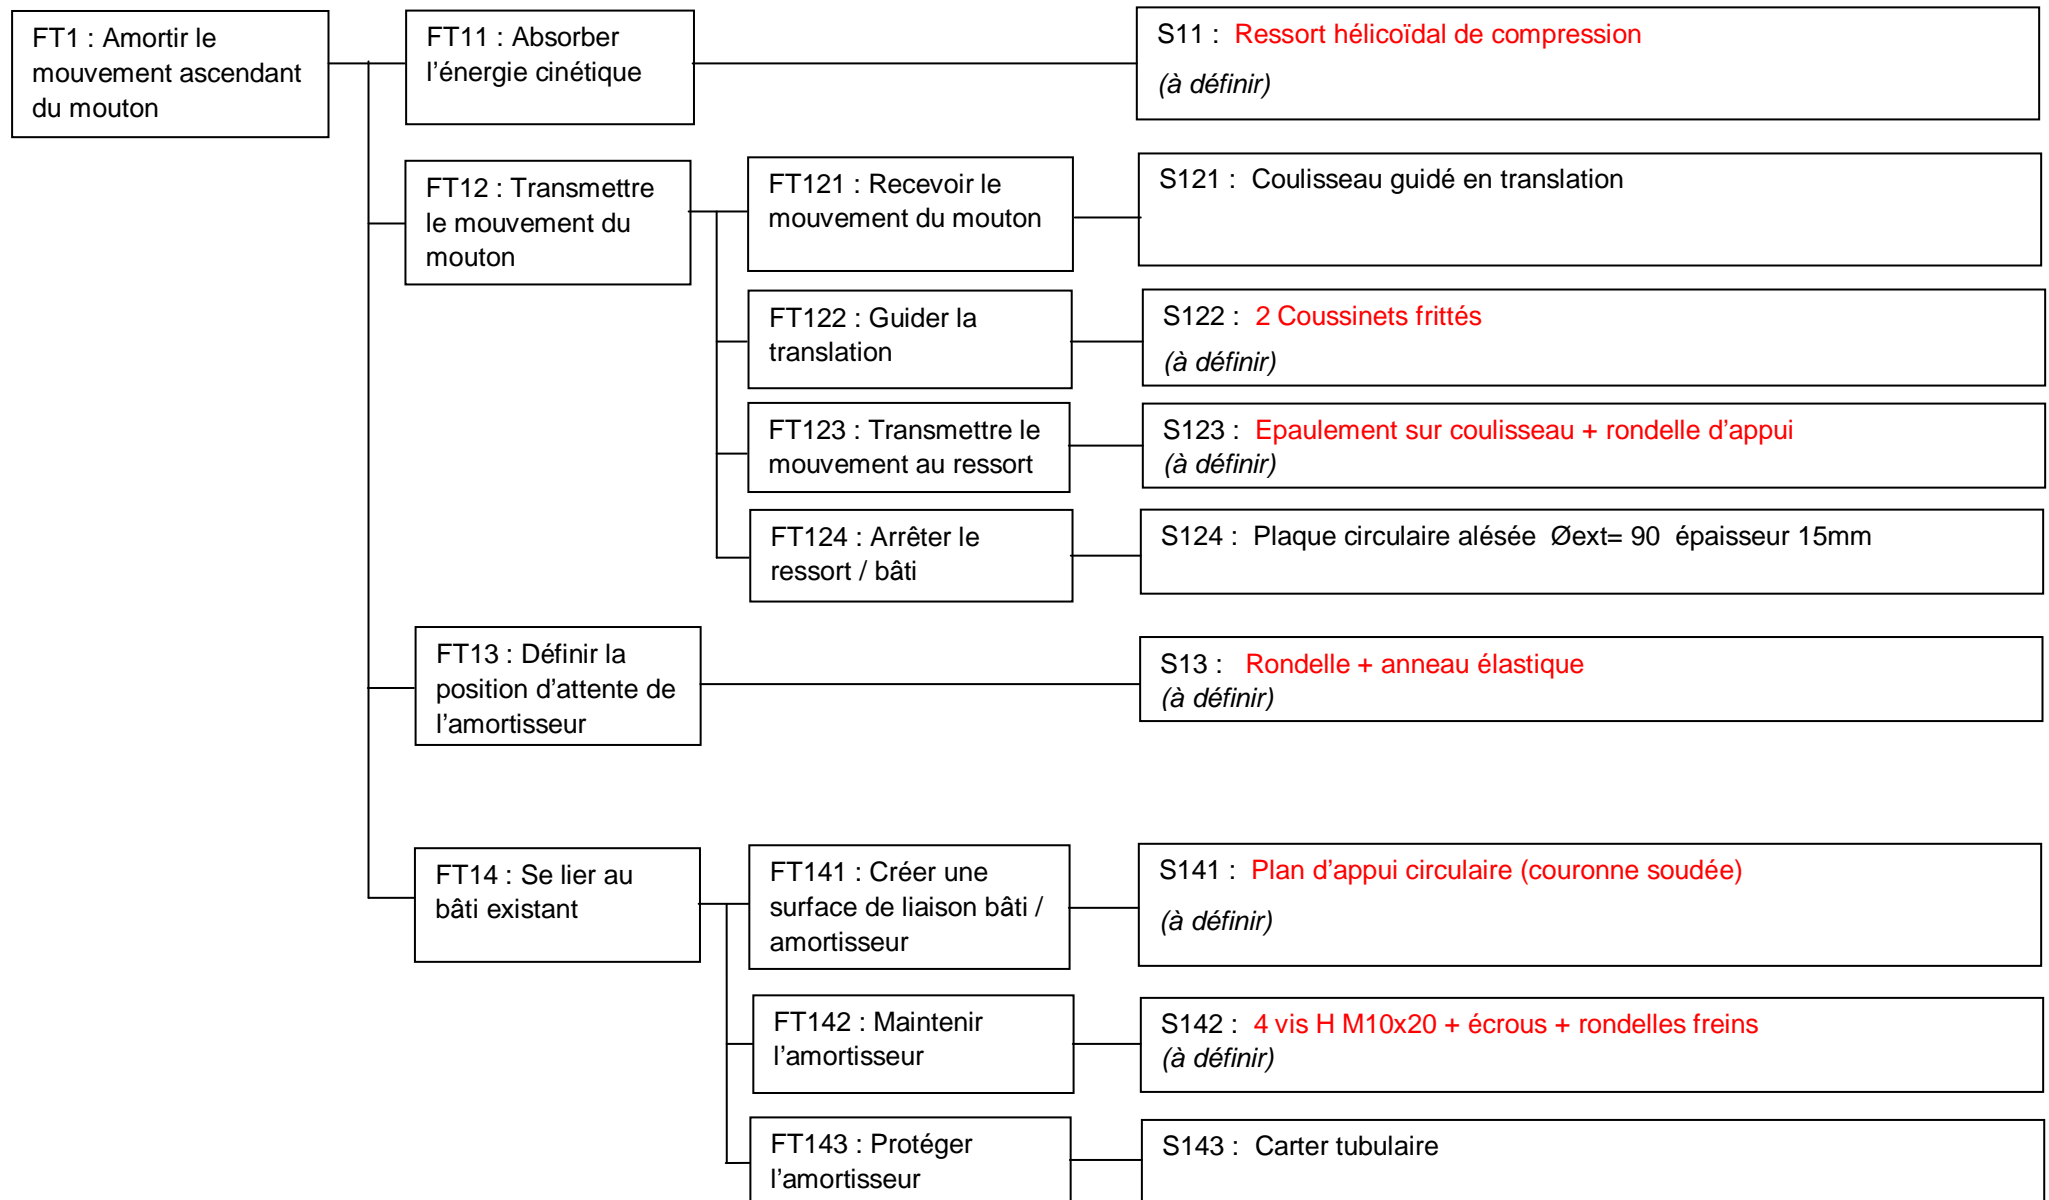 FT1 : Amortir le
mouvement ascendant
du mouton
FT11 : Absorber
l’énergie cinétique
S11 : Ressort hélicoïdal de compression
(à définir)
FT12 : Transmettre
le mouvement du
mouton
FT121 : Recevoir le
mouvement du mouton
S121 : Coulisseau guidé en translation
FT122 : Guider la
translation
S122 : 2 Coussinets frittés
(à définir)
FT123 : Transmettre le
mouvement au ressort
S123 : Epaulement sur coulisseau + rondelle d’appui
(à définir)
FT124 : Arrêter le
ressort / bâti
S124 : Plaque circulaire alésée Øext= 90 épaisseur 15mm
FT13 : Définir la
position d’attente de
l’amortisseur
S13 : Rondelle + anneau élastique
(à définir)
FT14 : Se lier au
bâti existant
FT141 : Créer une
surface de liaison bâti /
amortisseur
S141 : Plan d’appui circulaire (couronne soudée)
(à définir)
FT142 : Maintenir
l’amortisseur
S142 : 4 vis H M10x20 + écrous + rondelles freins
(à définir)
FT143 : Protéger
l’amortisseur
S143 : Carter tubulaire